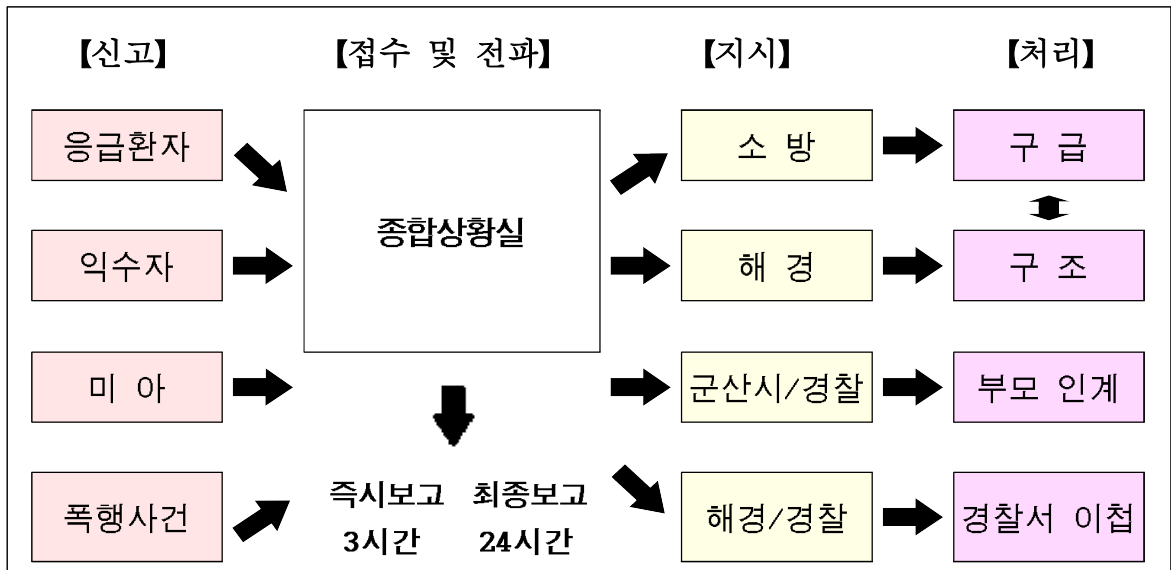 【신고】 【접수 및 전파】 【지시】 【처리】
응급환자 소 방 구 급
종합상황실
익수자 해 경 구 조
미 아 군산시/경찰 부모 인계
즉시보고 최종보고
폭행사건 해경/경찰 경찰서 이첩
3시간 24시간